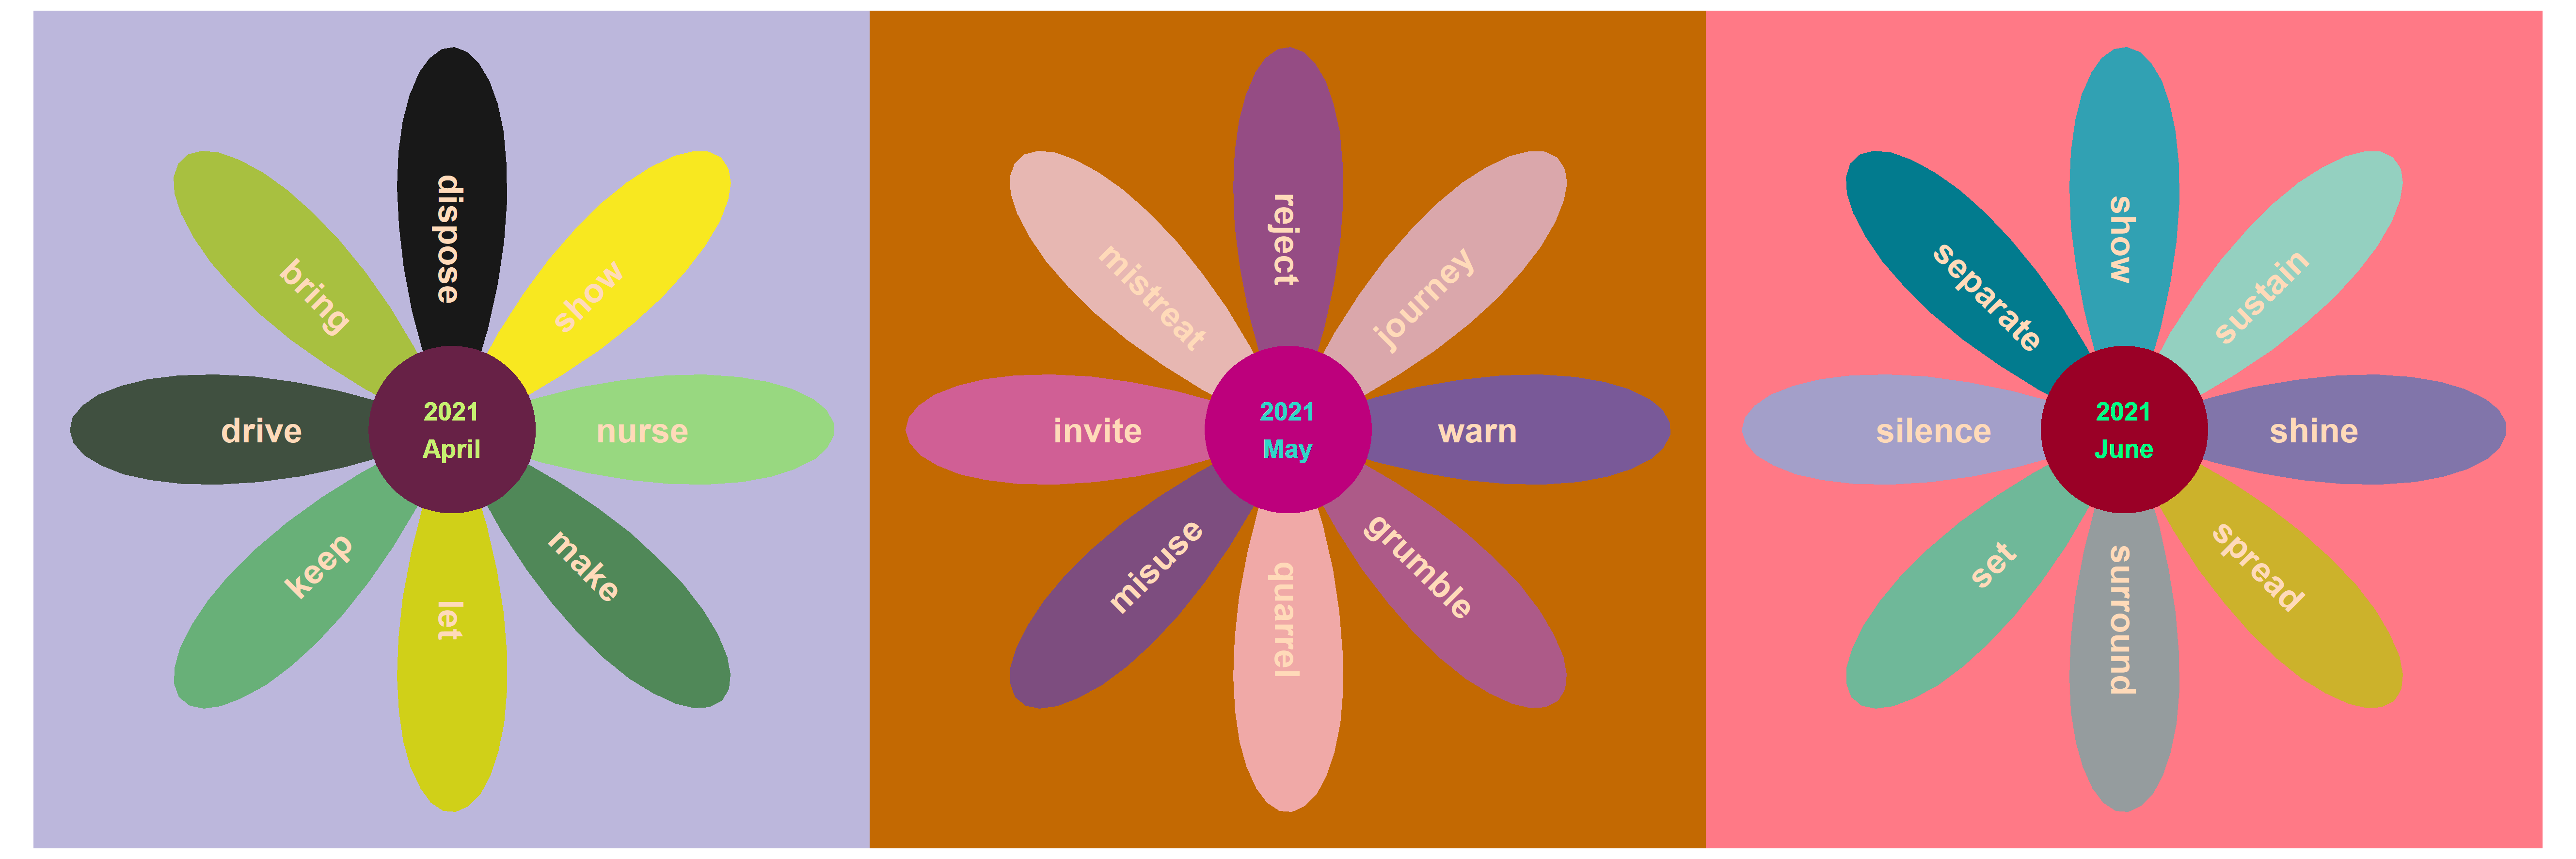 dispose
show
nurse
make
let
keep
drive
bring
2021
April
reject
journey
warn
grumble
quarrel
misuse
invite
mistreat
2021
May
show
sustain
shine
spread
surround
set
silence
separate
2021
June